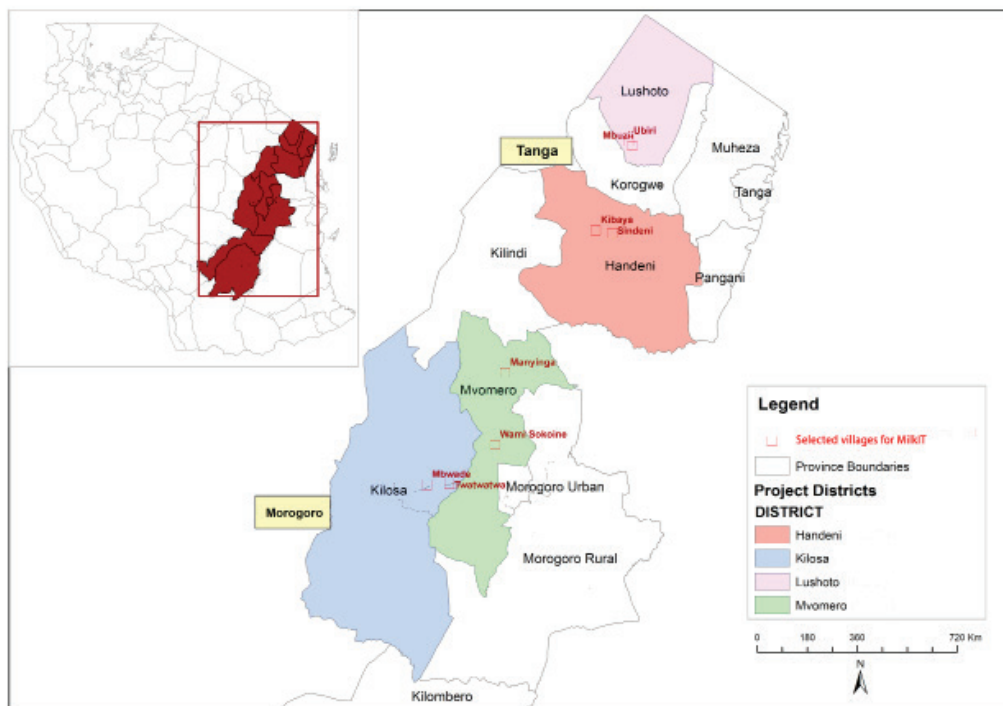 Lushoto
Mbuzii
Ubiri
Tanga
Muheza
Korogwe
Tanga
Kibaya
Sindeni
Kilindi
Handeni
Pangani
Manyinga
Mvomero
Wami Sokoine
Mbwade
Twatwatwa
Kilosa
Morogoro Urban
Morogoro
Morogoro Rural
Kilombero
Legend
Selected villages for MilkIT
Province Boundaries
Project Districts
DISTRICT
Handeni
Kilosa
Lushoto
Mvomero
0 180 360 720 Km
N